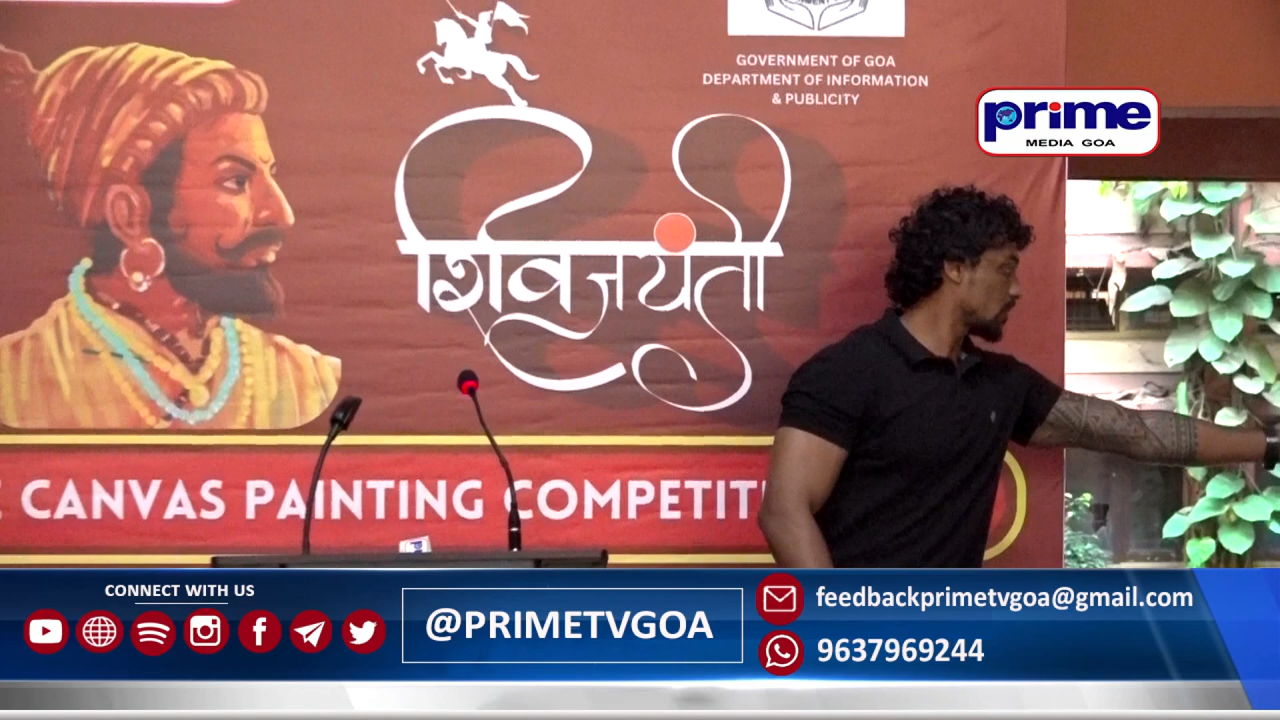 GOVERNMENT OF GOA
DEPARTMENT OF INFORMATION
& PUBLICITY
prime
MEDIA GOA
शिवजयंती
CANVAS PAINTING COMPETITI
CONNECT WITH US
@PRIMETVGOA
feedbackprimetvgoa@gmail.com
9637969244